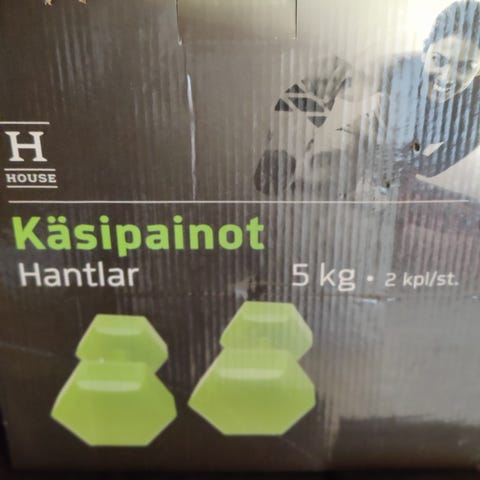 H
HOUSE
Käsipainot
Hantlar
5 kg • 2 kpl/st.